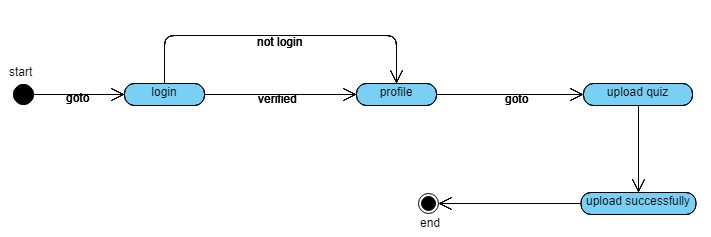 not login
start
goto
login
verified
profile
goto
upload quiz
upload successfully
end